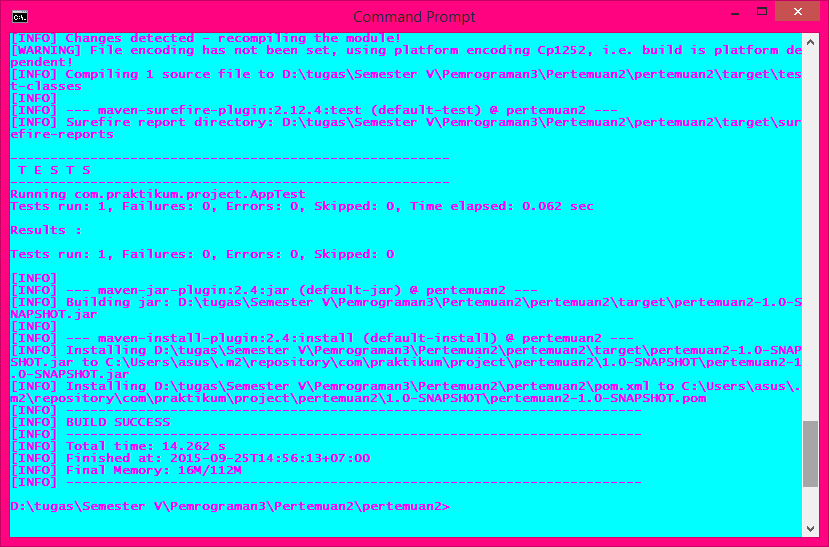 Command Prompt
[INFO] Changes detected - recompiling the module!
[WARNING] File encoding has not been set, using platform encoding Cp1252, i.e. build is platform de
pendent!
[INFO] Compiling 1 source file to D:\tugas\Semester V\Pemrograman3\Pertemuan2\pertemuan2\target\tes
t-classes
[INFO]
[INFO] --- maven-surefire-plugin:2.12.4:test (default-test) @ pertemuan2 ---
[INFO] Surefire report directory: D:\tugas\Semester V\Pemrograman3\Pertemuan2\pertemuan2\target\sur
efire-reports
-------------------------------------------------------
T E S T S
-------------------------------------------------------
Running com.praktikum.project.AppTest
Tests run: 1, Failures: 0, Errors: 0, Skipped: 0, Time elapsed: 0.062 sec
Results :
Tests run: 1, Failures: 0, Errors: 0, Skipped: 0
[INFO]
[INFO] --- maven-jar-plugin:2.4:jar (default-jar) @ pertemuan2 ---
[INFO] Building jar: D:\tugas\Semester V\Pemrograman3\Pertemuan2\pertemuan2\target\pertemuan2-1.0-S
NAPSHOT.jar
[INFO]
[INFO] --- maven-install-plugin:2.4:install (default-install) @ pertemuan2 ---
[INFO] Installing D:\tugas\Semester V\Pemrograman3\Pertemuan2\pertemuan2\target\pertemuan2-1.0-SNAP
SHOT.jar to C:\Users\asus\.m2\repository\com\praktikum\project\pertemuan2\1.0-SNAPSHOT\pertemuan2-1
.0-SNAPSHOT.jar
[INFO] Installing D:\tugas\Semester V\Pemrograman3\Pertemuan2\pertemuan2\pom.xml to C:\Users\asus\.
m2\repository\com\praktikum\project\pertemuan2\1.0-SNAPSHOT\pertemuan2-1.0-SNAPSHOT.pom
[INFO] ------------------------------------------------------------------------
[INFO] BUILD SUCCESS
[INFO] ------------------------------------------------------------------------
[INFO] Total time: 14.262 s
[INFO] Finished at: 2015-09-25T14:56:13+07:00
[INFO] Final Memory: 16M/112M
[INFO] ------------------------------------------------------------------------
D:\tugas\Semester V\Pemrograman3\Pertemuan2\pertemuan2>